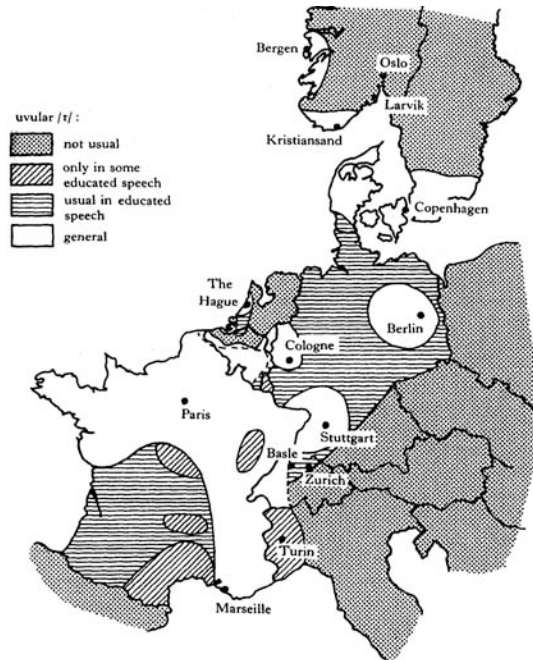 Bergen
Oslo
Larvik
Kristiansand
uvular /r/ :
not usual
only in some
educated speech
usual in educated
speech
general
Copenhagen
The
Hague
Berlin
Cologne
Paris
Stuttgart
Basle
Zurich
Turin
Marseille